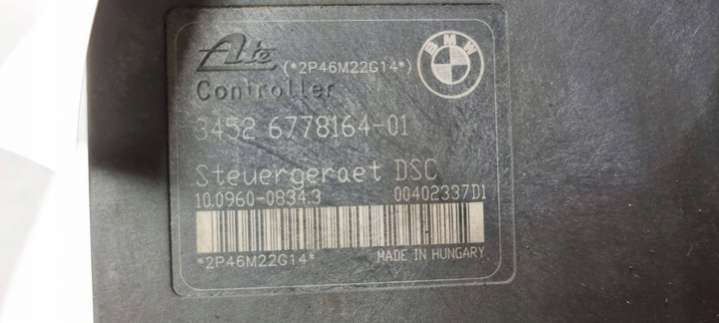 Ate (*2P46M22G14*) BMW
Controller
3452 6778164-01
Steuergeraet DSC
10.0960-0834.3 00402337D1
*2P46M22G14* MADE IN HUNGARY